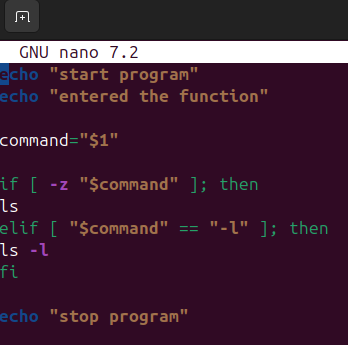 GNU nano 7.2
echo "start program"
echo "entered the function"
command="$1"
if [ -z "$command" ]; then
ls
elif [ "$command" == "-l" ]; then
ls -l
fi
echo "stop program"